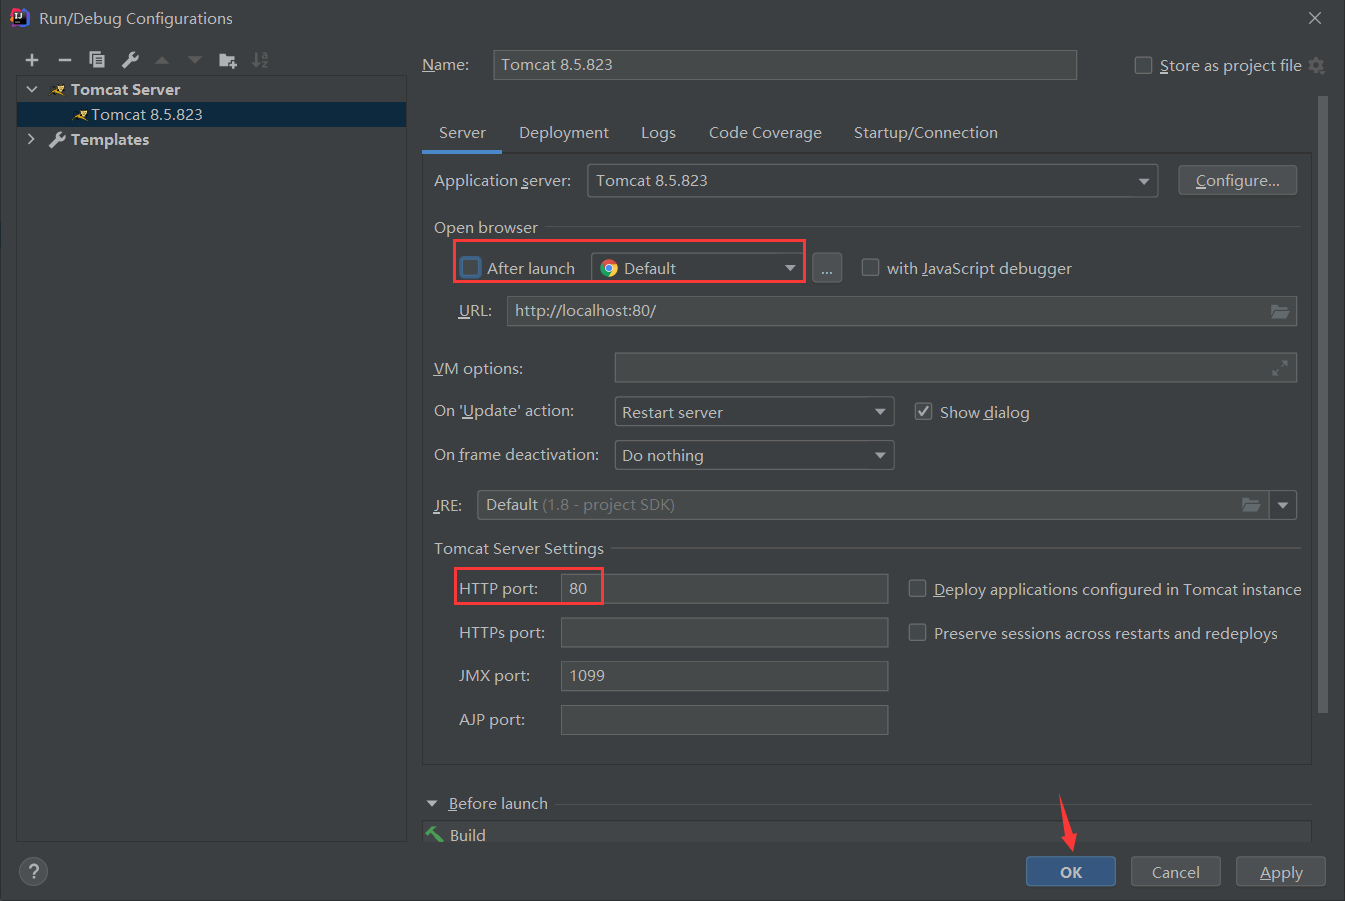 Run/Debug Configurations
Name: Tomcat 8.5.823 Store as project file
Tomcat Server
Tomcat 8.5.823
Templates
Server Deployment Logs Code Coverage Startup/Connection
Application server: Tomcat 8.5.823 Configure...
Open browser
After launch Default ... with JavaScript debugger
URL: http://localhost:80/
VM options:
On 'Update' action: Restart server Show dialog
On frame deactivation: Do nothing
JRE: Default (1.8 - project SDK)
Tomcat Server Settings
HTTP port: 80 Deploy applications configured in Tomcat instance
HTTPs port: Preserve sessions across restarts and redeploys
JMX port: 1099
AJP port:
Before launch
Build
? OK Cancel Apply